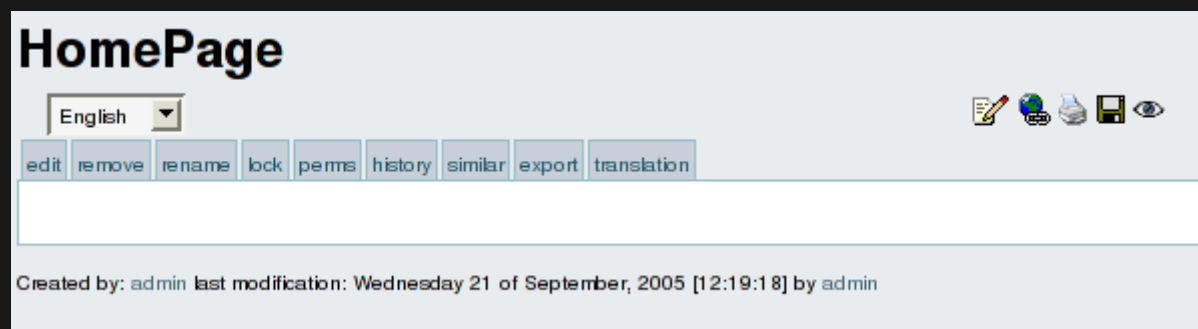 HomePage
English
edit remove rename lock perms history similar export translation
Created by: admin last modification: Wednesday 21 of September, 2005 [12:19:18] by admin